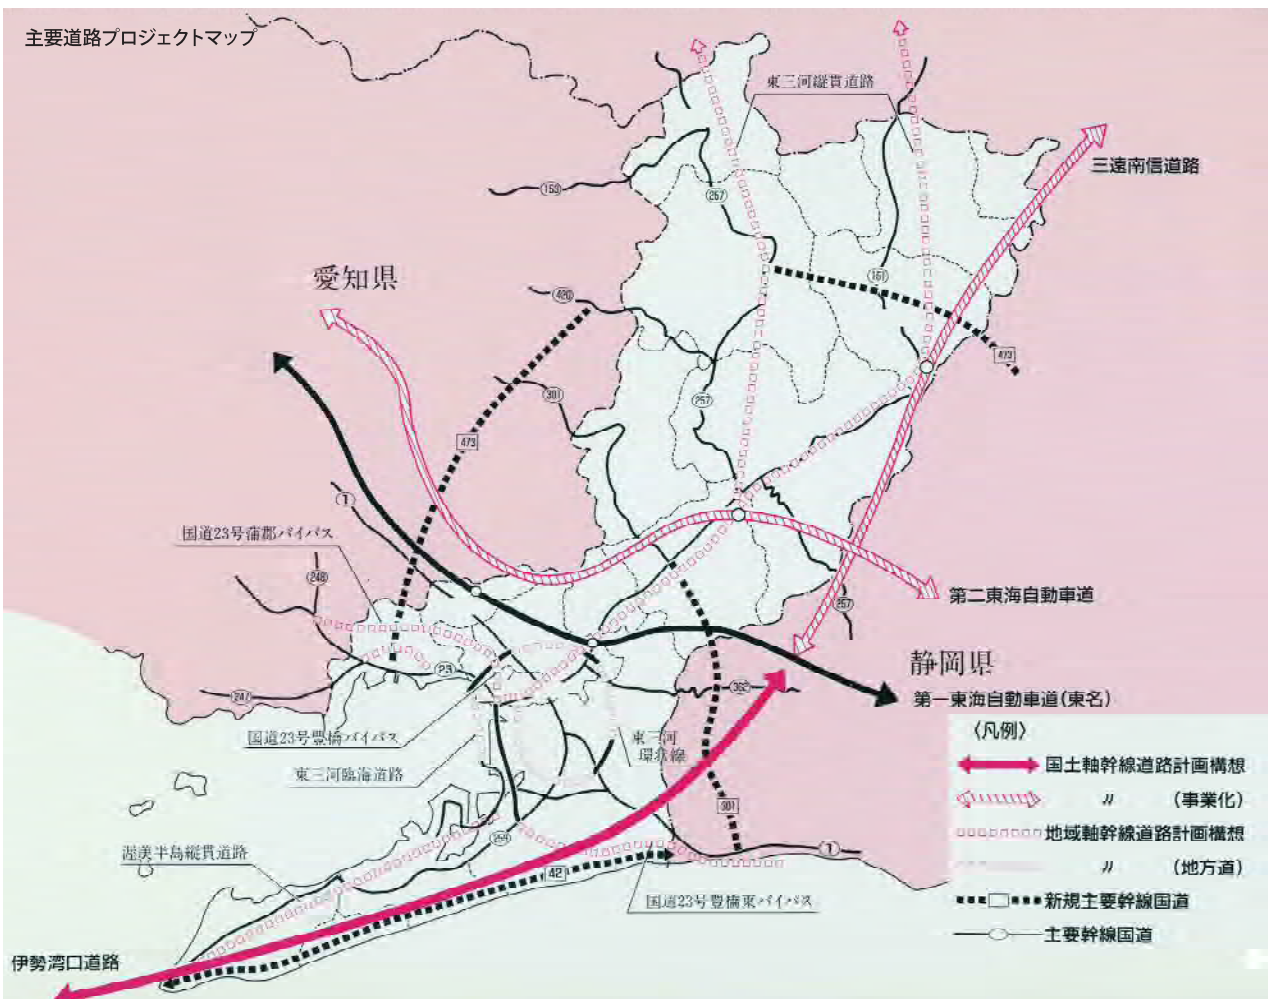 主要道路プロジェクトマップ
東三河縦貫道路
三遠南信道路
153
257
愛知県
151
420
473
301
257
473
1
国道23号蒲郡バイパス
248
第二東海自動車道
257
静岡県
23
247
362
第一東海自動車道(東名)
国道23号豊橋バイパス
東三河
環状線
東三河臨海道路
301
259
1
渥美半島縦貫道路
42
国道23号豊橋東バイパス
伊勢湾口道路
〈凡例〉
国土軸幹線道路計画構想
〃 (事業化)
地域軸幹線道路計画構想
〃 (地方道)
新規主要幹線国道
主要幹線国道